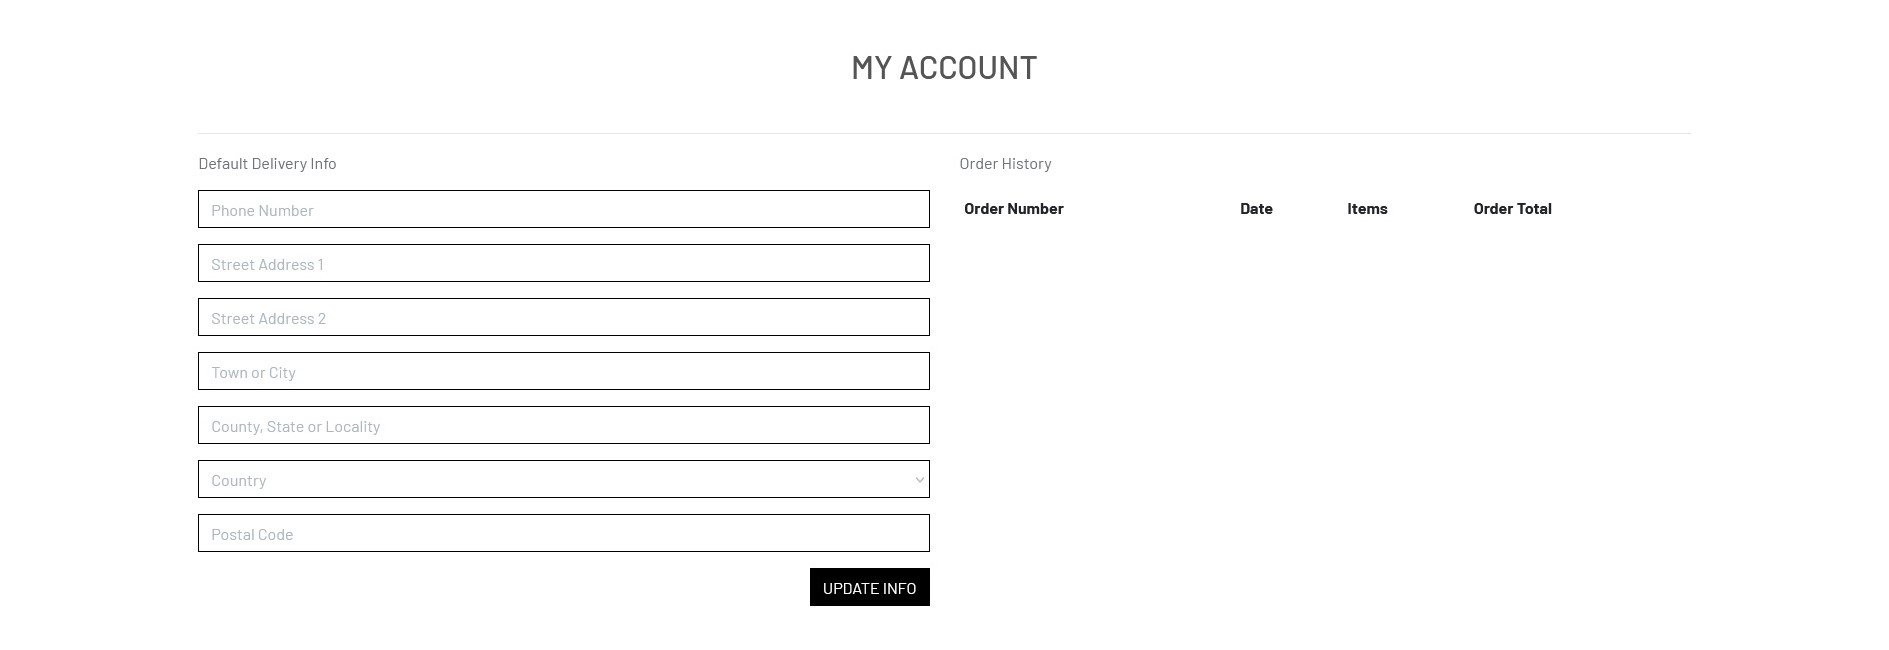 MY ACCOUNT
Default Delivery Info
Phone Number
Street Address 1
Street Address 2
Town or City
County, State or Locality
Country
Postal Code
UPDATE INFO
Order History
Order Number Date Items Order Total